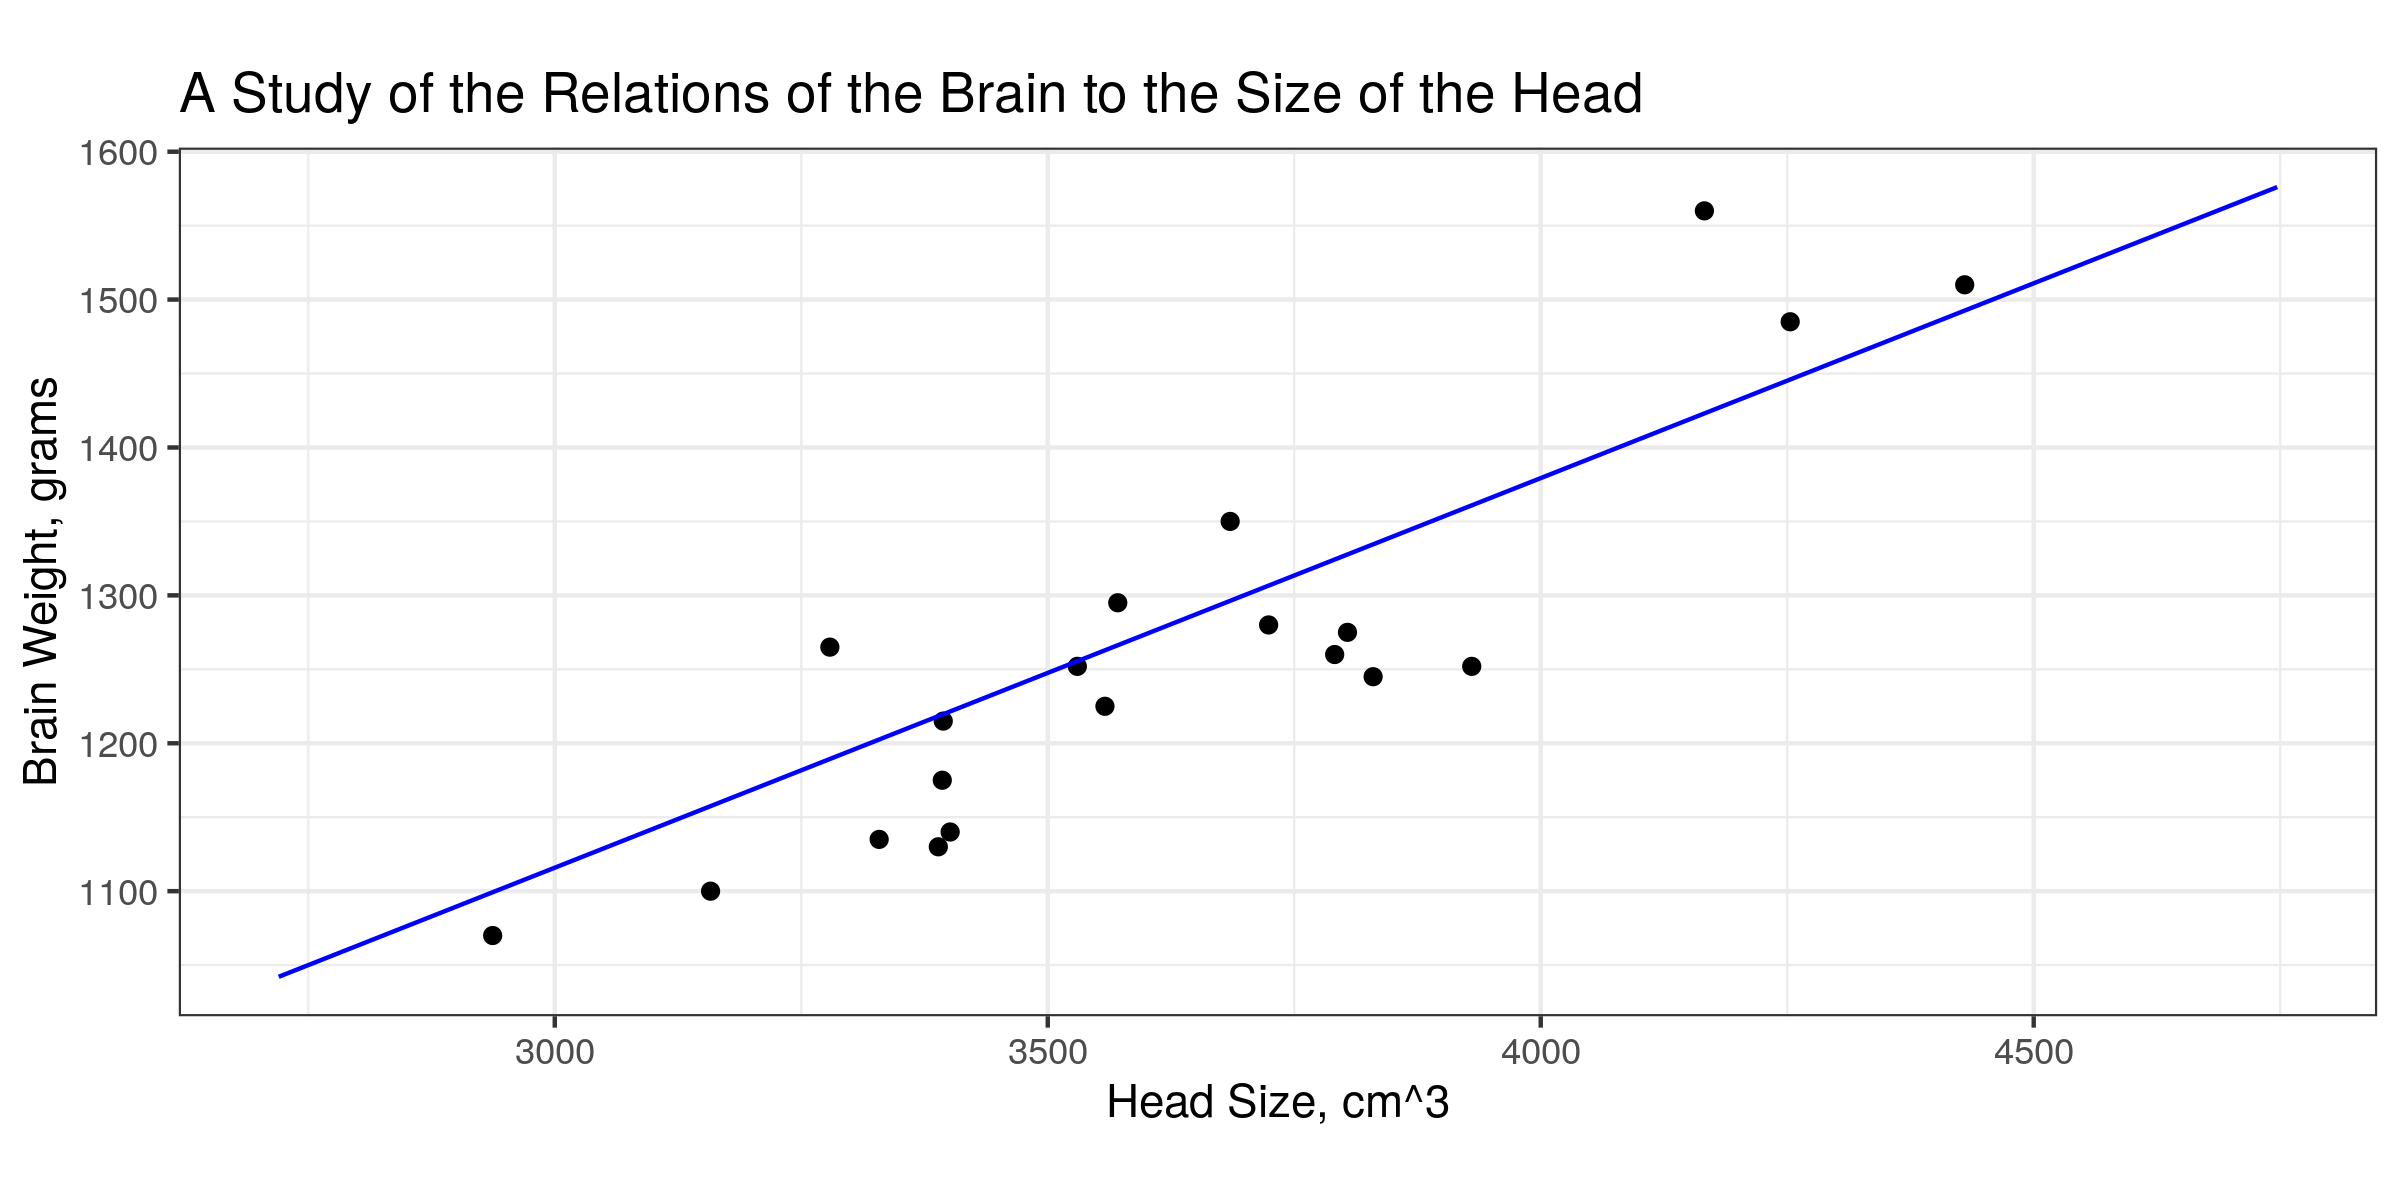 A Study of the Relations of the Brain to the Size of the Head
1600
1500
1400
1300
1200
1100
Brain Weight, grams
3000 3500 4000 4500
Head Size, cm^3